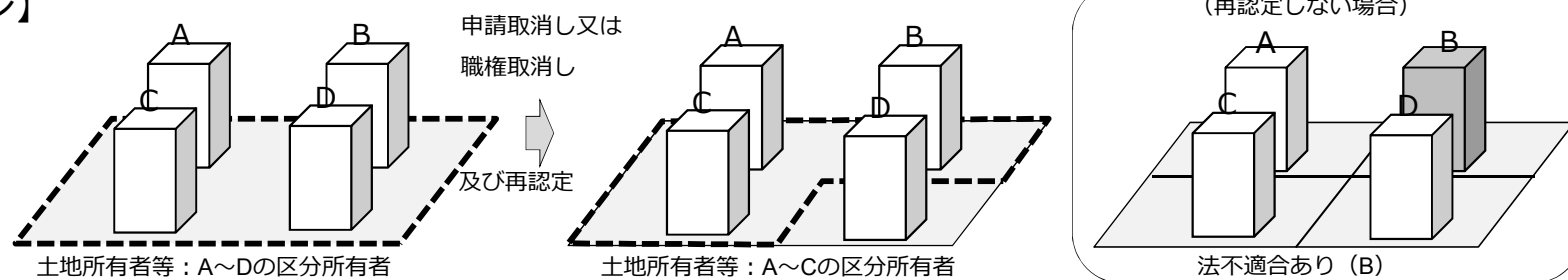 ン】
申請取消し又は
職権取消し
及び再認定
A
B
C
D
土地所有者等：A～Dの区分所有者
A
B
C
D
土地所有者等：A～Cの区分所有者
（再認定しない場合）
A
B
C
D
法不適合あり（B）